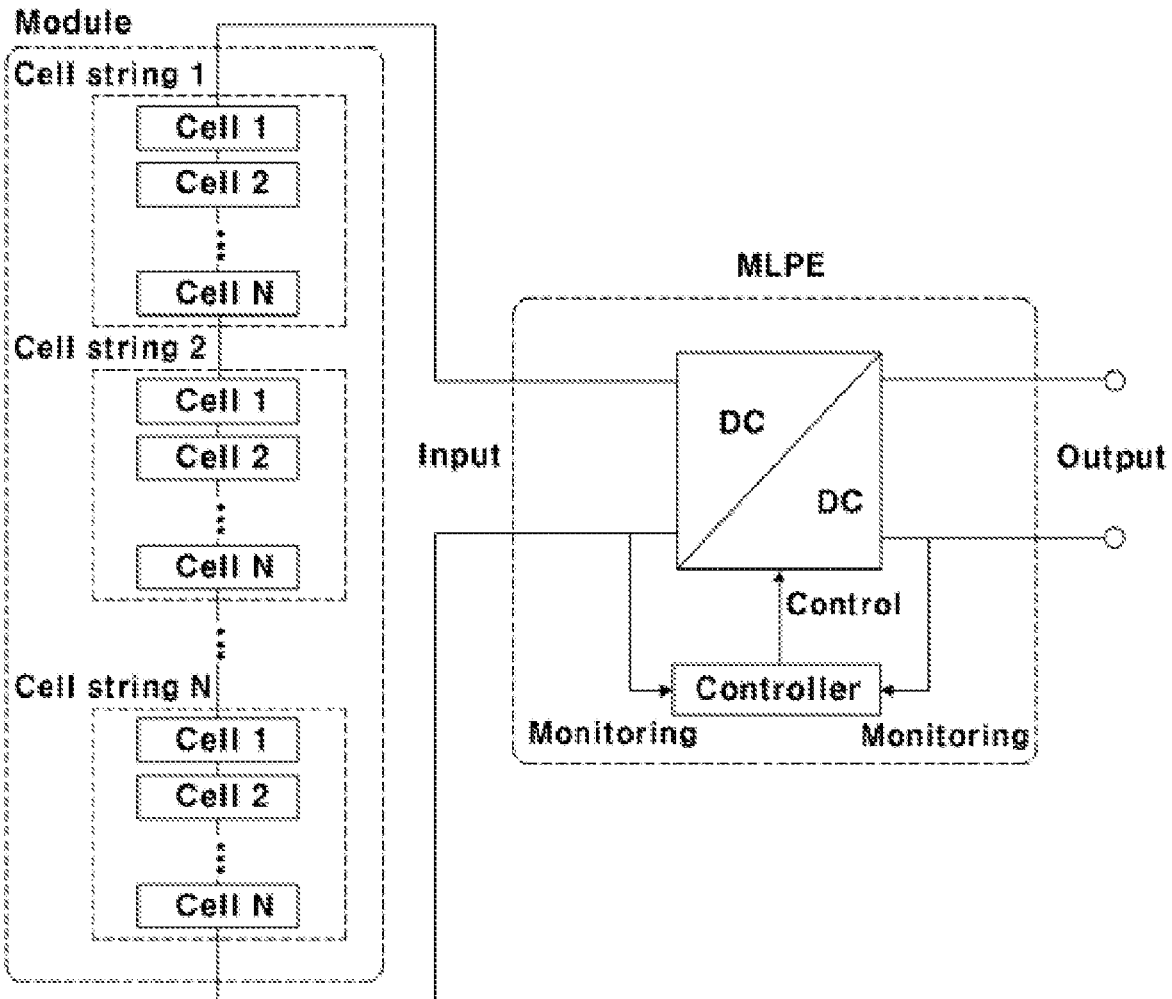 Module
Cell string 1
Cell 1
Cell 2
Cell N
Cell string 2
Cell 1
Cell 2
Cell N
Cell string N
Cell 1
Cell 2
Cell N
MLPE
Input
DC
DC
Output
Control
Controller
Monitoring
Monitoring